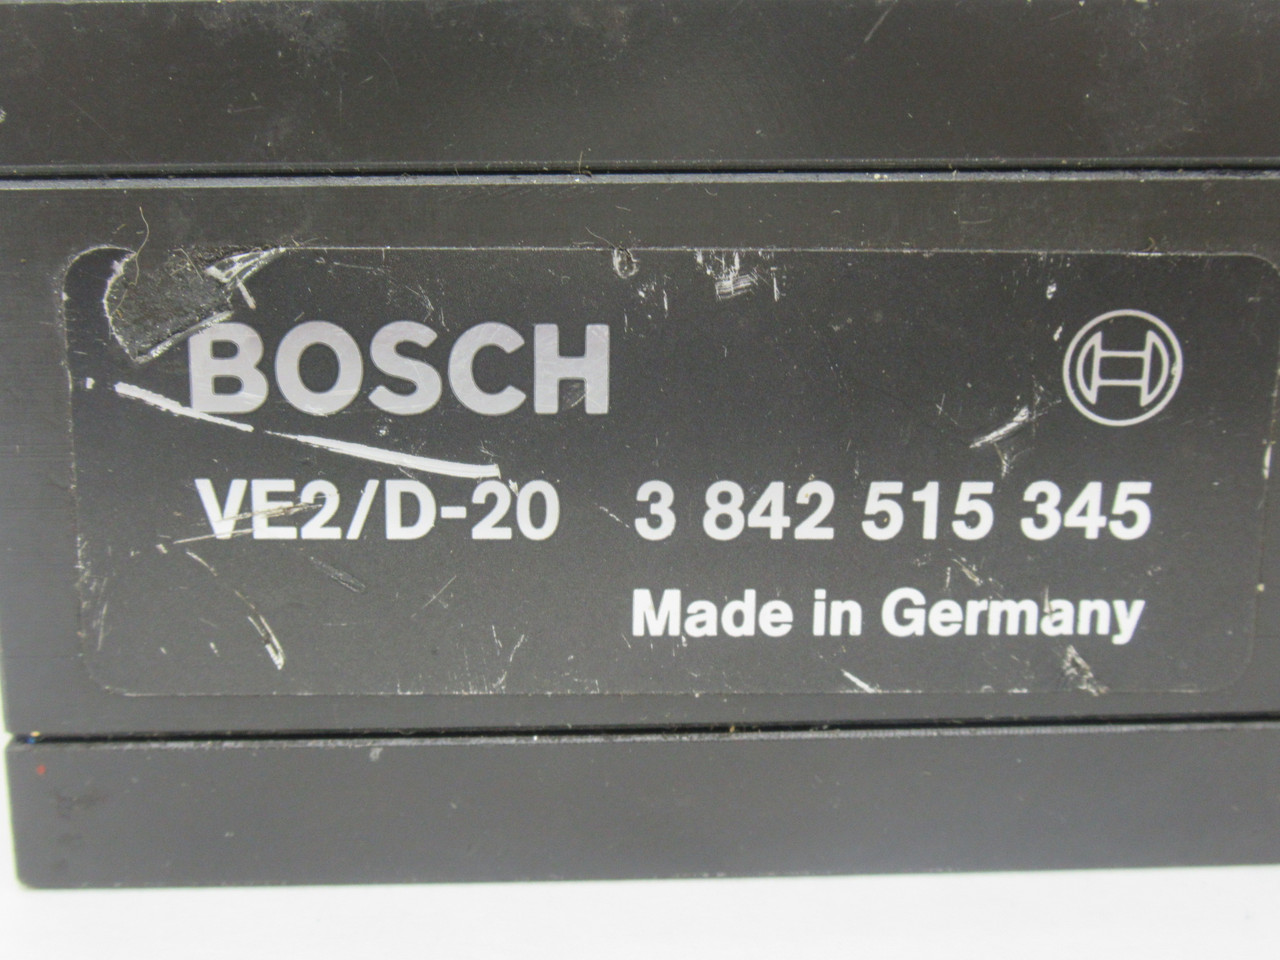 BOSCH
VE2/D-20 3 842 515 345
Made in Germany